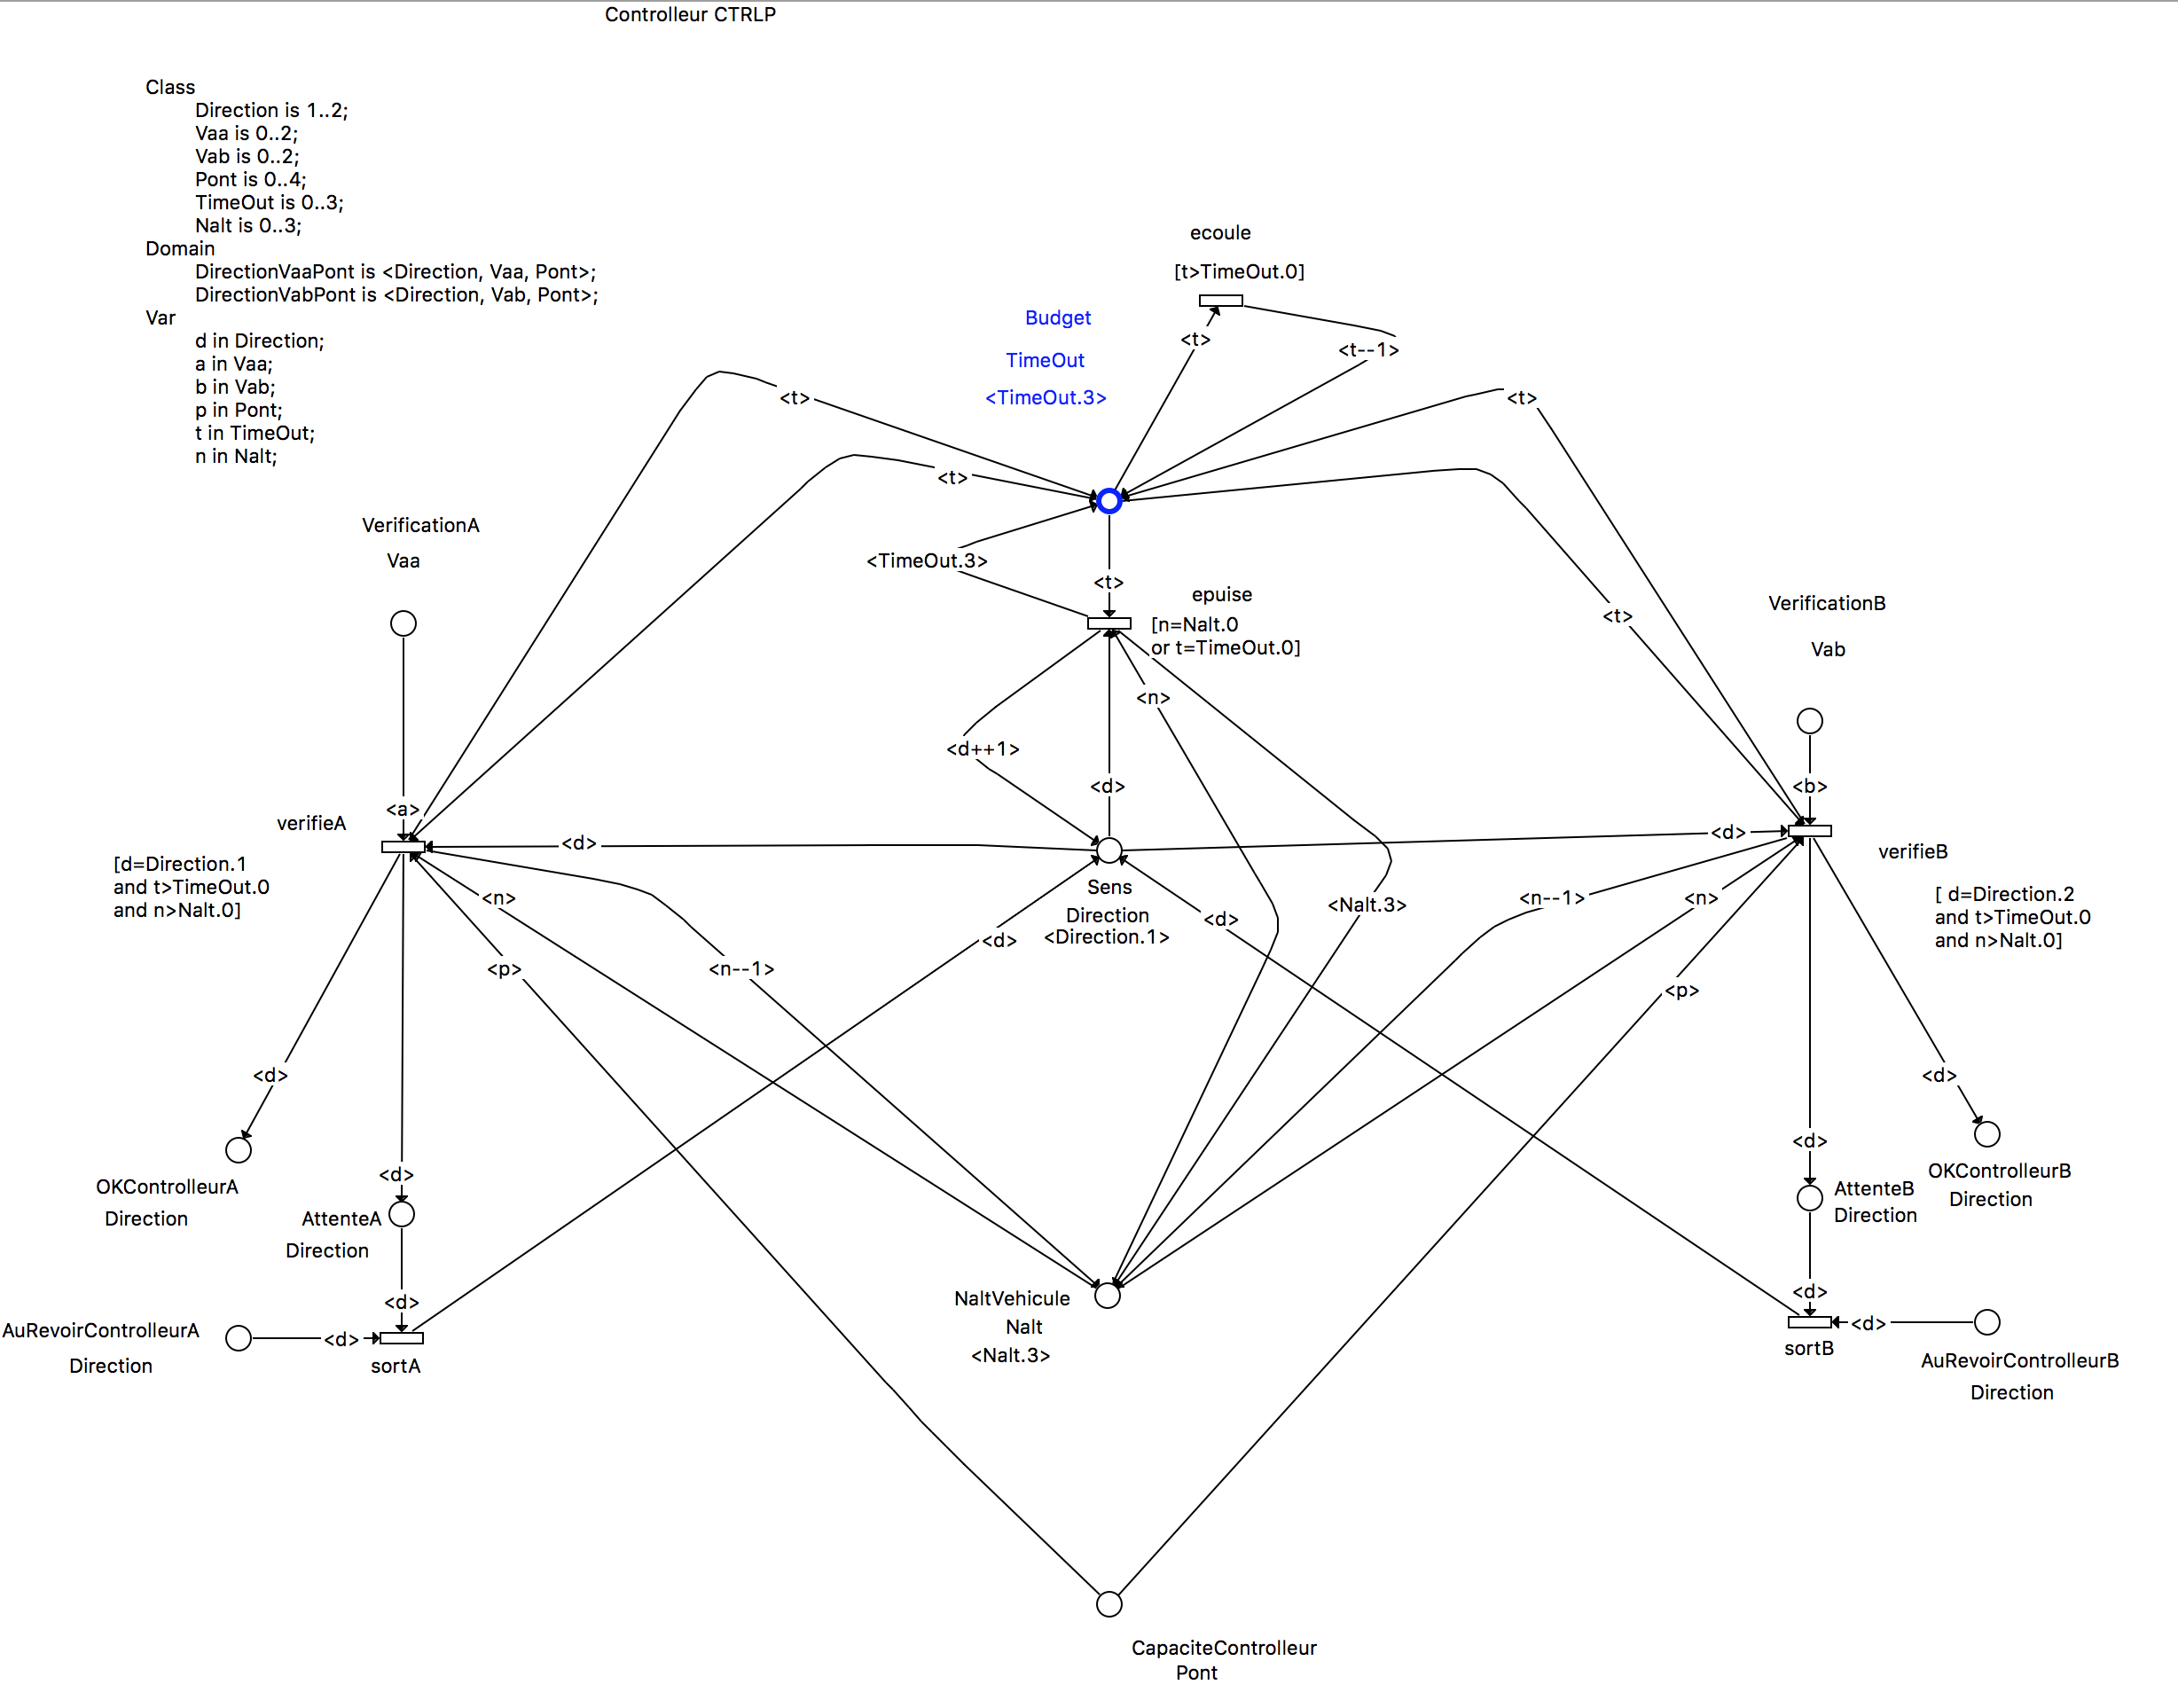 Controlleur CTRLP
Class
Direction is 1..2;
Vaa is 0..2;
Vab is 0..2;
Pont is 0..4;
TimeOut is 0..3;
Nalt is 0..3;
Domain
DirectionVaaPont is <Direction, Vaa, Pont>;
DirectionVabPont is <Direction, Vab, Pont>;
Var
d in Direction;
a in Vaa;
b in Vab;
p in Pont;
t in TimeOut;
n in Nalt;
ecoule
[t>TimeOut.0]
Budget
TimeOut
<TimeOut.3>
<t>
<t--1>
<t>
<t>
<t>
VerificationA
Vaa
<TimeOut.3>
<t>
epuise
[n=Nalt.0
or t=TimeOut.0]
<t>
VerificationB
Vab
<n>
<d++1>
<d>
<a>
<b>
verifieA
[d=Direction.1
and t>TimeOut.0
and n>Nalt.0]
<d>
<d>
verifieB
[ d=Direction.2
and t>TimeOut.0
and n>Nalt.0]
Sens
Direction
<Direction.1>
<n>
<p>
<n--1>
<d>
<d>
<Nalt.3>
<n--1>
<n>
<p>
<d>
<d>
OKControlleurA
Direction
<d>
AttenteA
Direction
<d>
<d>
AttenteB
Direction
<d>
OKControlleurB
Direction
AuRevoirControlleurA
Direction
<d>
sortA
NaltVehicule
Nalt
<Nalt.3>
<d>
sortB
AuRevoirControlleurB
Direction
CapaciteControlleur
Pont